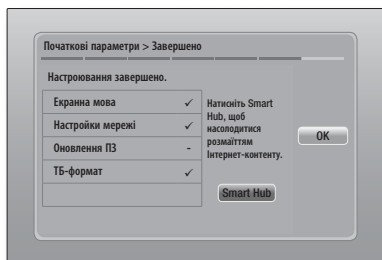 Початкові параметри > Завершено
Настроювання завершено.
Екранна мова ✓
Настройки мережі ✓
Оновлення ПЗ -
ТБ-формат ✓
Натисніть Smart
Hub, щоб
насолодитися
розмаїттям
Інтернет-контенту.
Smart Hub
OK